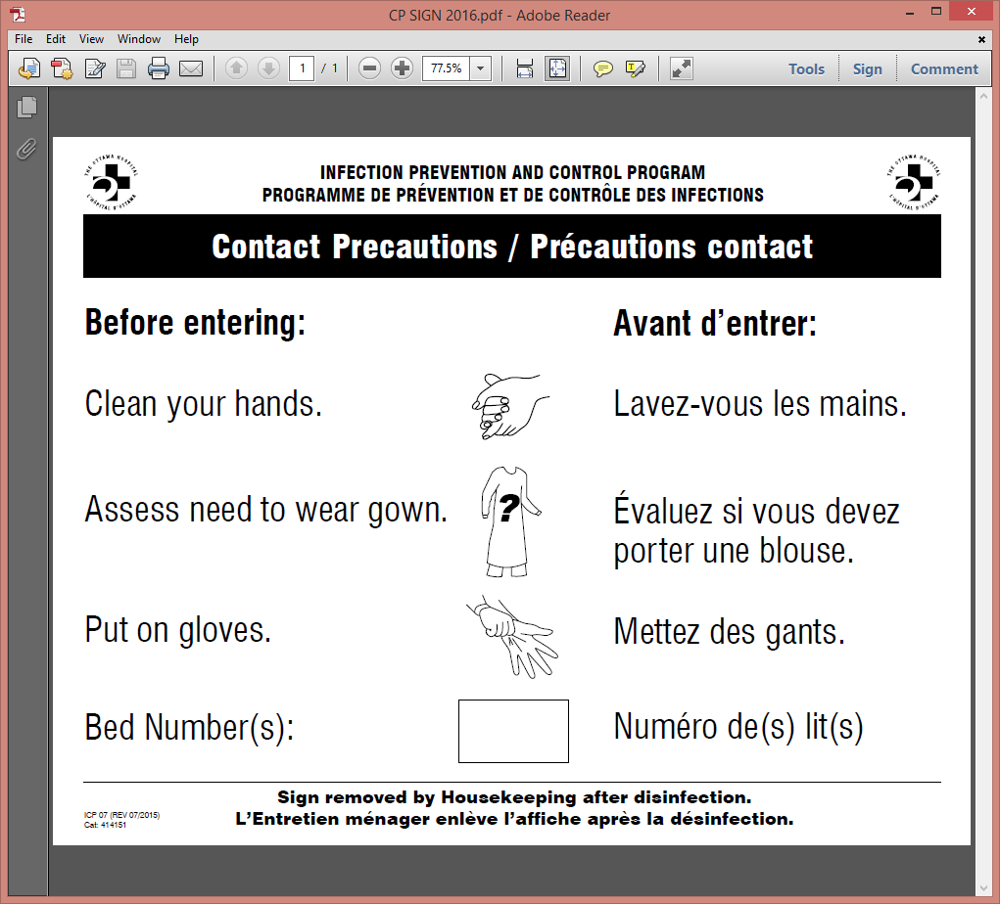 CP SIGN 2016.pdf - Adobe Reader
File Edit View Window Help
1 / 1 77.5% Tools Sign Comment
THE OTTAWA HOSPITAL
L'HÔPITAL D'OTTAWA
INFECTION PREVENTION AND CONTROL PROGRAM
PROGRAMME DE PRÉVENTION ET DE CONTRÔLE DES INFECTIONS
THE OTTAWA HOSPITAL
L'HÔPITAL D'OTTAWA
Contact Precautions / Précautions contact
Before entering:
Avant d’entrer:
Clean your hands.
Lavez-vous les mains.
Assess need to wear gown.
?
Évaluez si vous devez
porter une blouse.
Put on gloves.
Mettez des gants.
Bed Number(s):
Numéro de(s) lit(s)
Sign removed by Housekeeping after disinfection.
L’Entretien ménager enlève l’affiche après la désinfection.
ICP 07 (REV 07/2015)
Cat: 414151